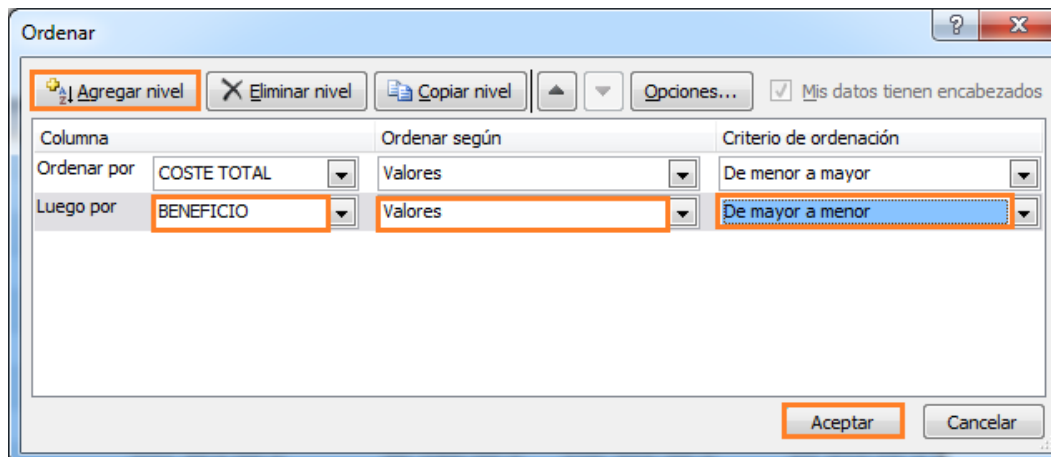 Ordenar
Agregar nivel Eliminar nivel Copiar nivel Opciones... Mis datos tienen encabezados
Columna Ordenar según Criterio de ordenación
Ordenar por COSTE TOTAL Valores De menor a mayor
Luego por BENEFICIO Valores De mayor a menor
Aceptar Cancelar